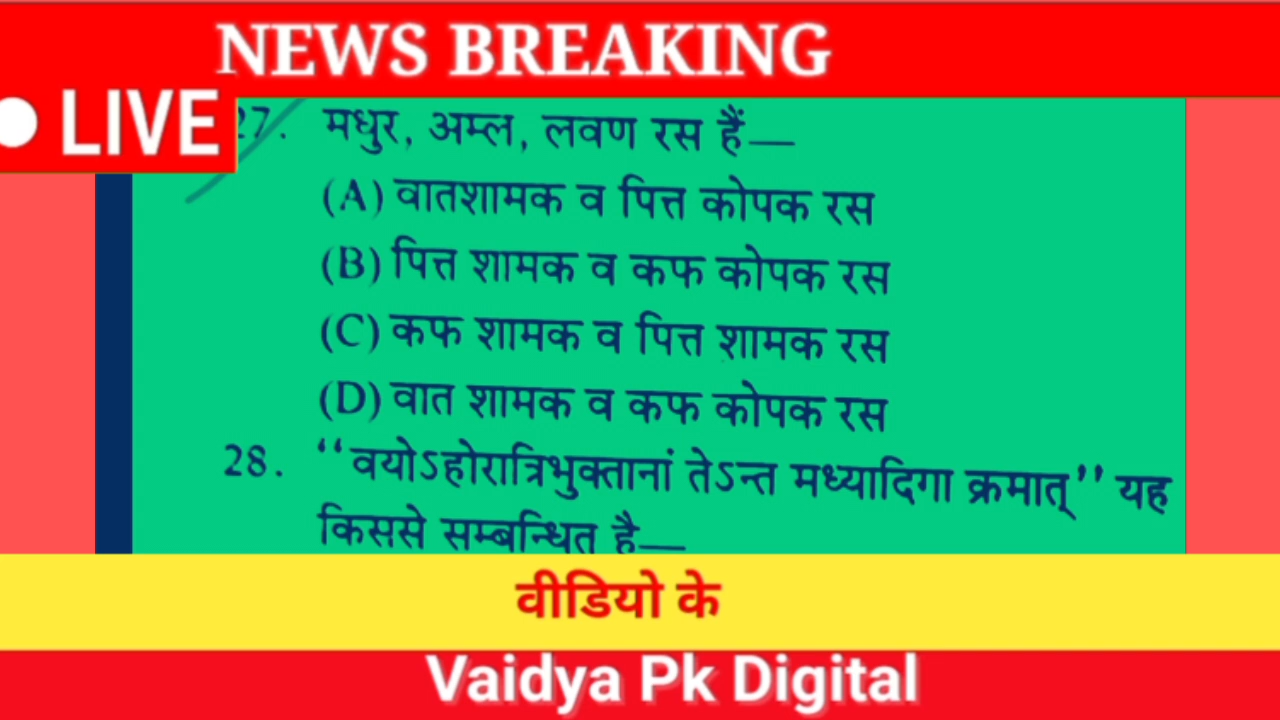 NEWS BREAKING
LIVE
27. मधुर, अम्ल, लवण रस हैं—
(A) वातशामक व पित्त कोपक रस
(B) पित्त शामक व कफ कोपक रस
(C) कफ शामक व पित्त शामक रस
(D) वात शामक व कफ कोपक रस
28. ‘‘वयोऽहोरात्रिभुक्तानां तेऽन्त मध्यादिगा क्रमात्’’ यह
किससे सम्बन्धित है—
वीडियो के
Vaidya Pk Digital